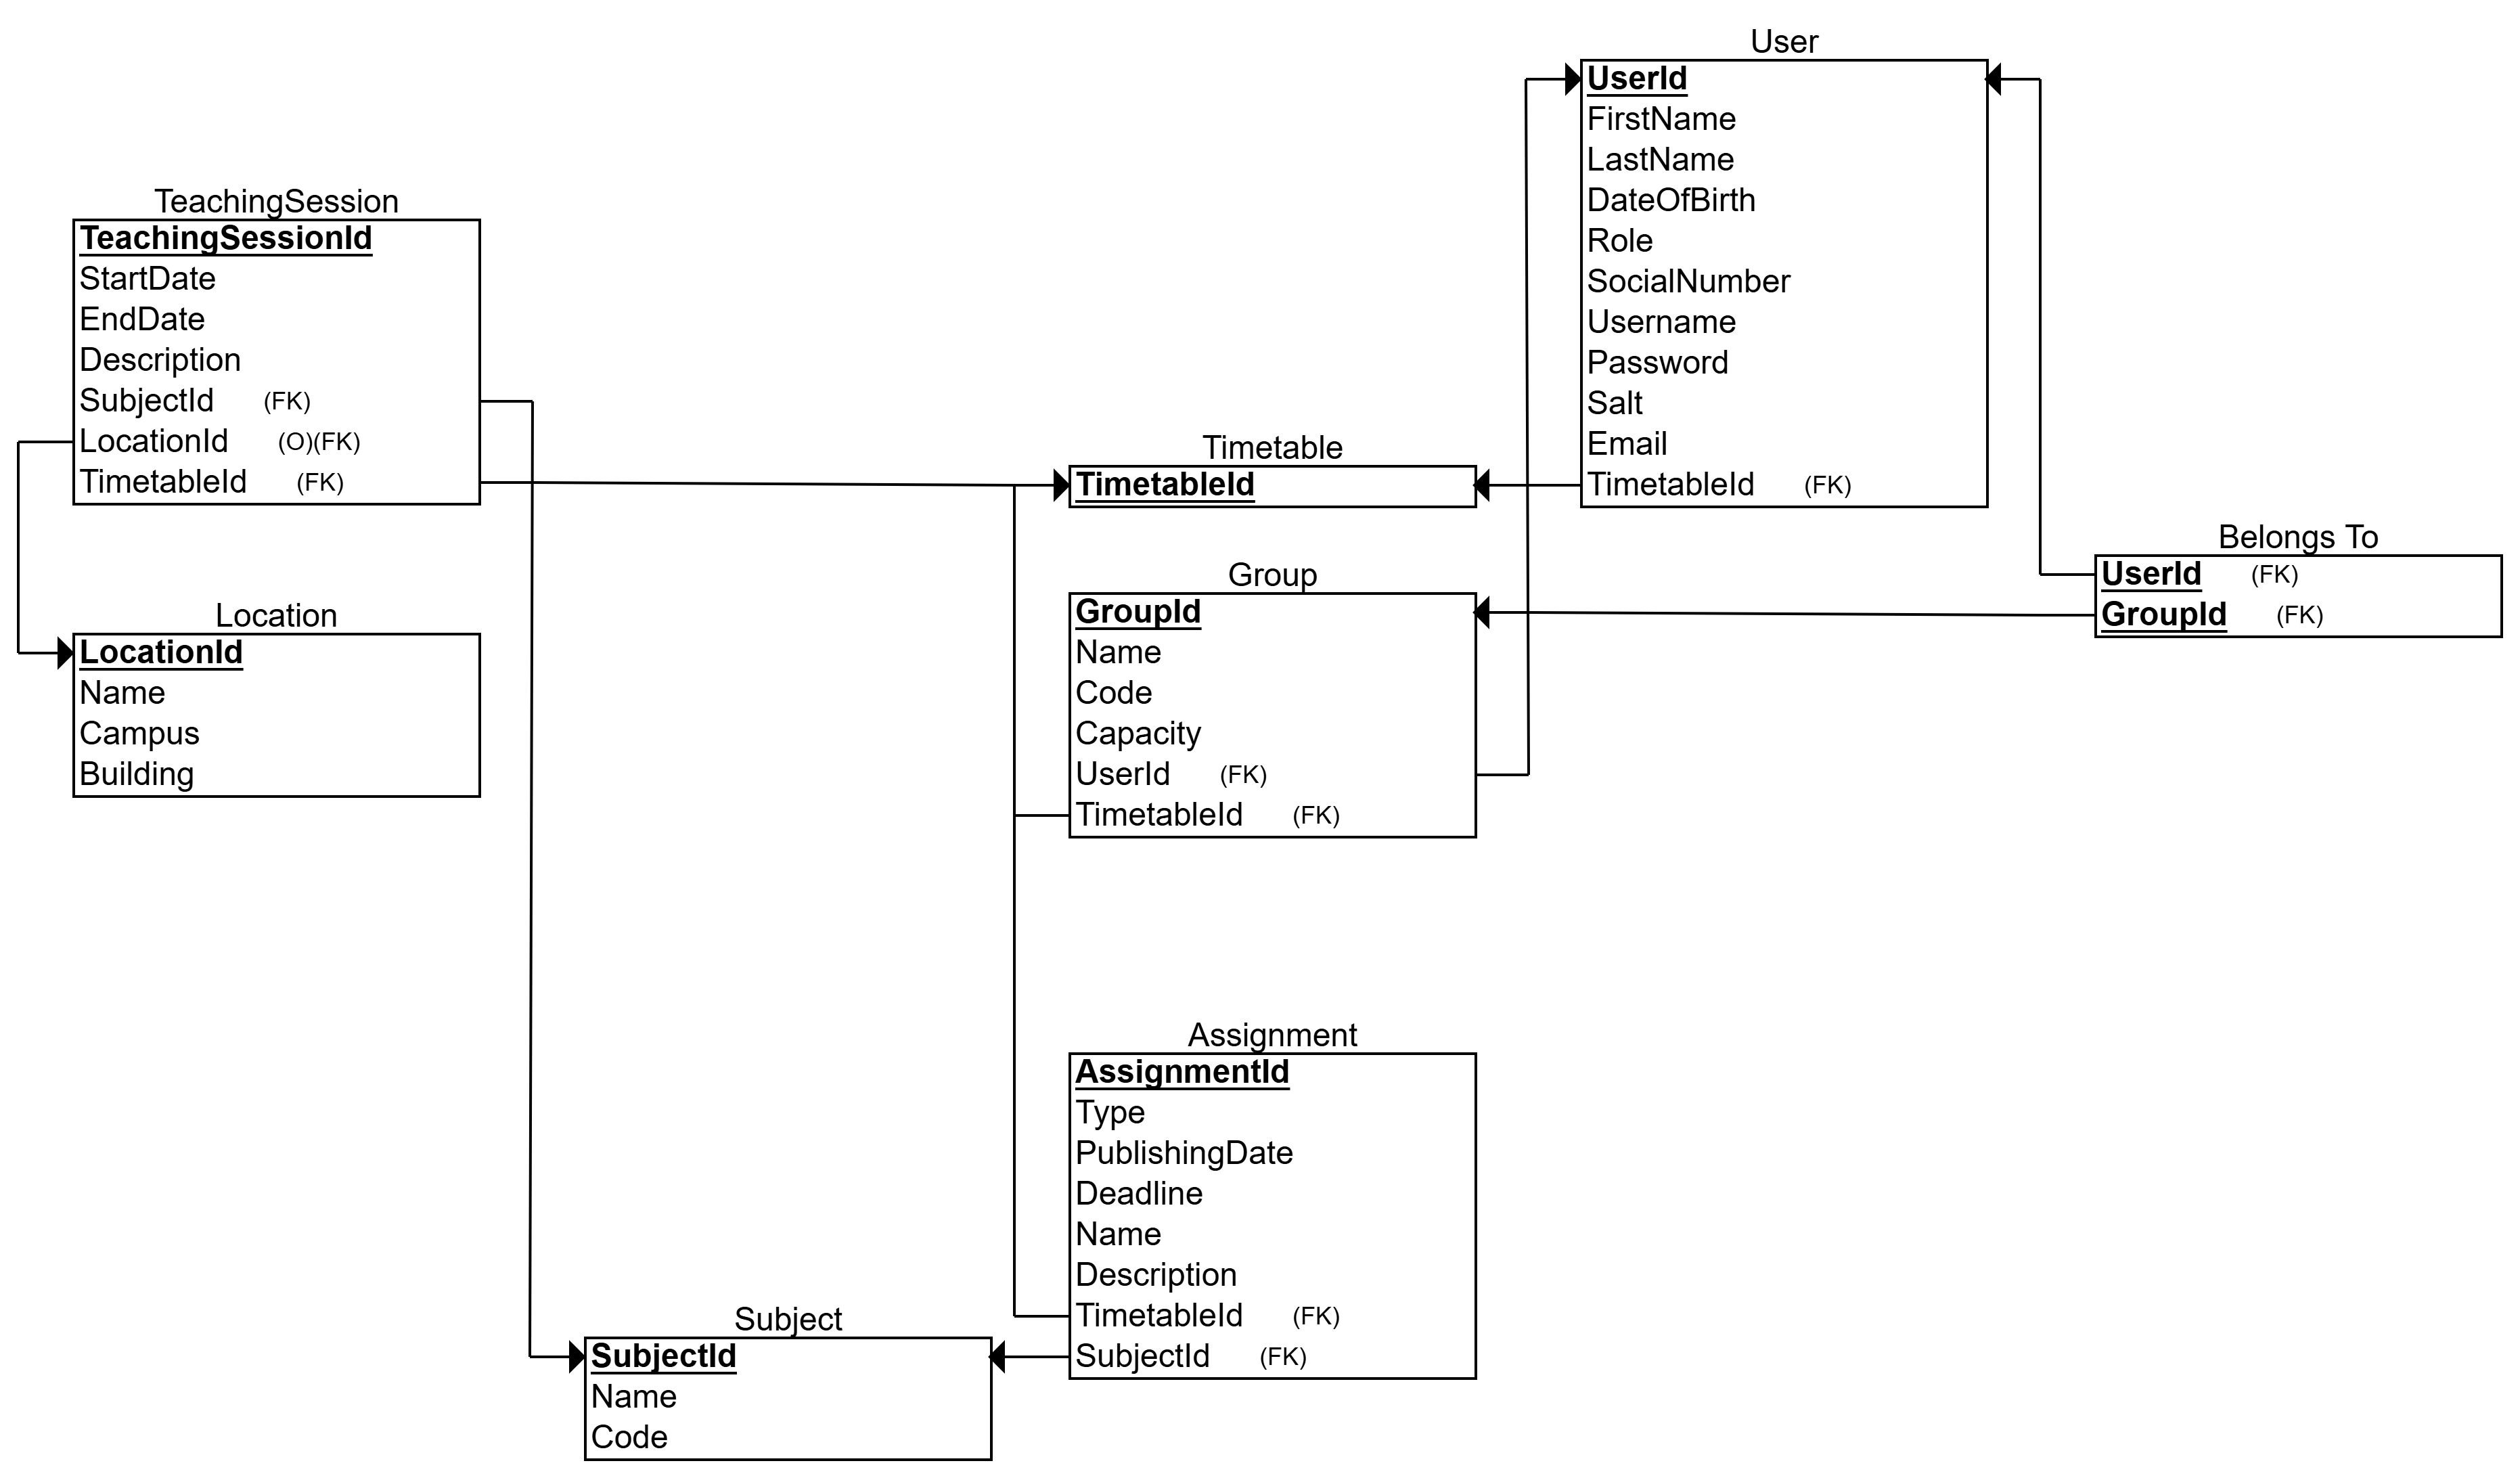 User
UserId
FirstName
LastName
DateOfBirth
Role
SocialNumber
Username
Password
Salt
Email
TimetableId (FK)
TeachingSession
TeachingSessionId
StartDate
EndDate
Description
SubjectId (FK)
LocationId (O)(FK)
TimetableId (FK)
Timetable
TimetableId
Belongs To
UserId (FK)
GroupId (FK)
Group
GroupId
Name
Code
Capacity
UserId (FK)
TimetableId (FK)
Location
LocationId
Name
Campus
Building
Assignment
AssignmentId
Type
PublishingDate
Deadline
Name
Description
TimetableId (FK)
SubjectId (FK)
Subject
SubjectId
Name
Code